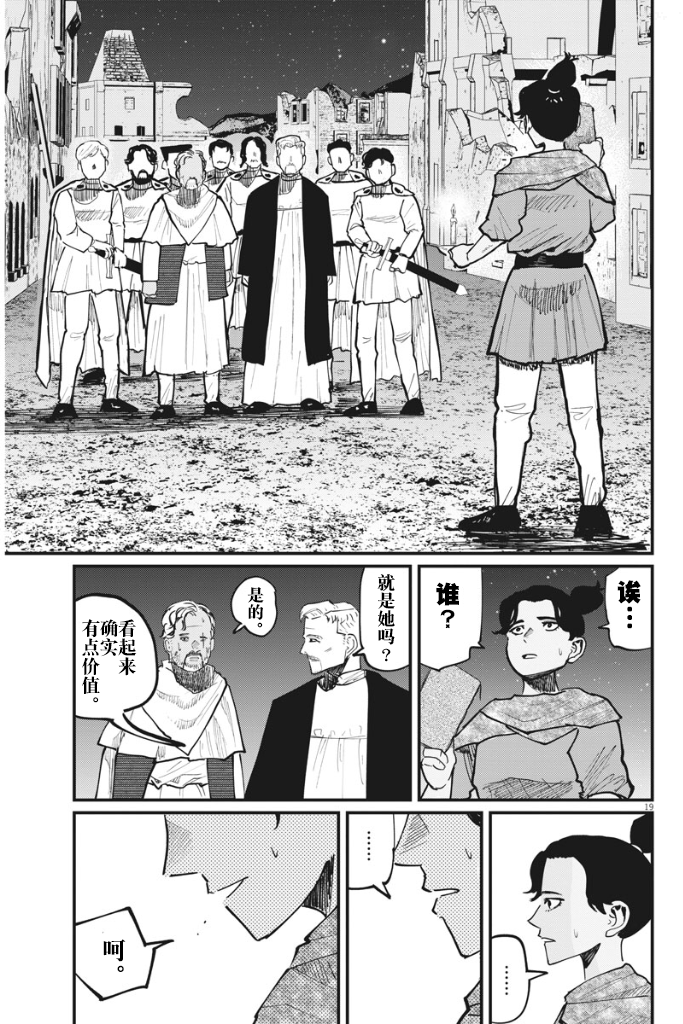 诶…
谁？
就是她吗？
是的。
看起来
确实
有点价值。
19
……
……
呵。